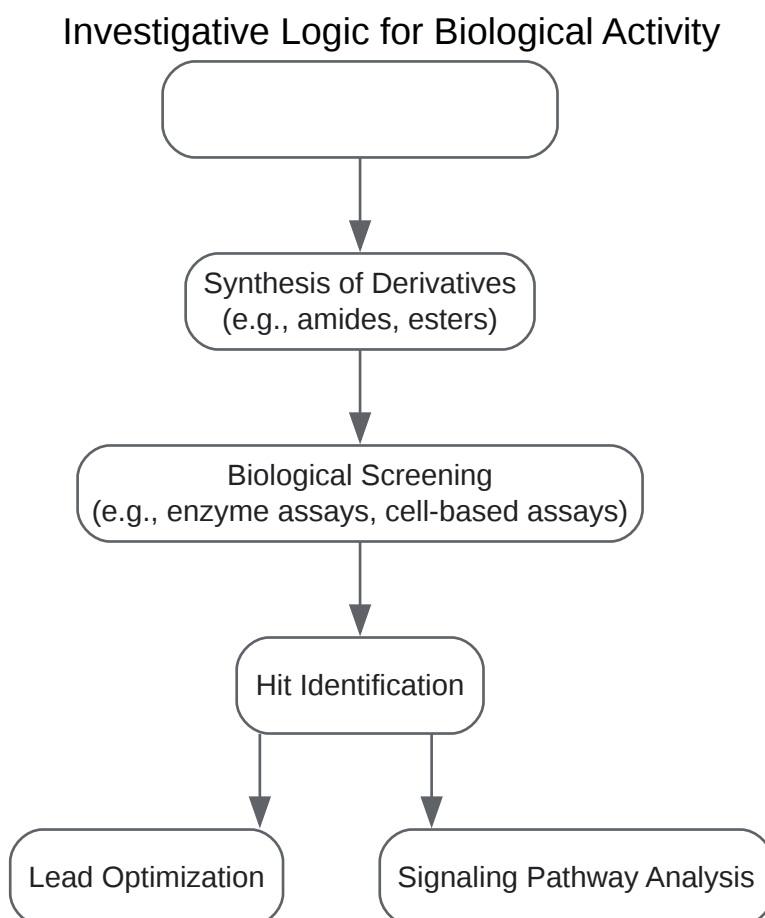 Investigative Logic for Biological Activity
Synthesis of Derivatives
(e.g., amides, esters)
Biological Screening
(e.g., enzyme assays, cell-based assays)
Hit Identification
Lead Optimization
Signaling Pathway Analysis